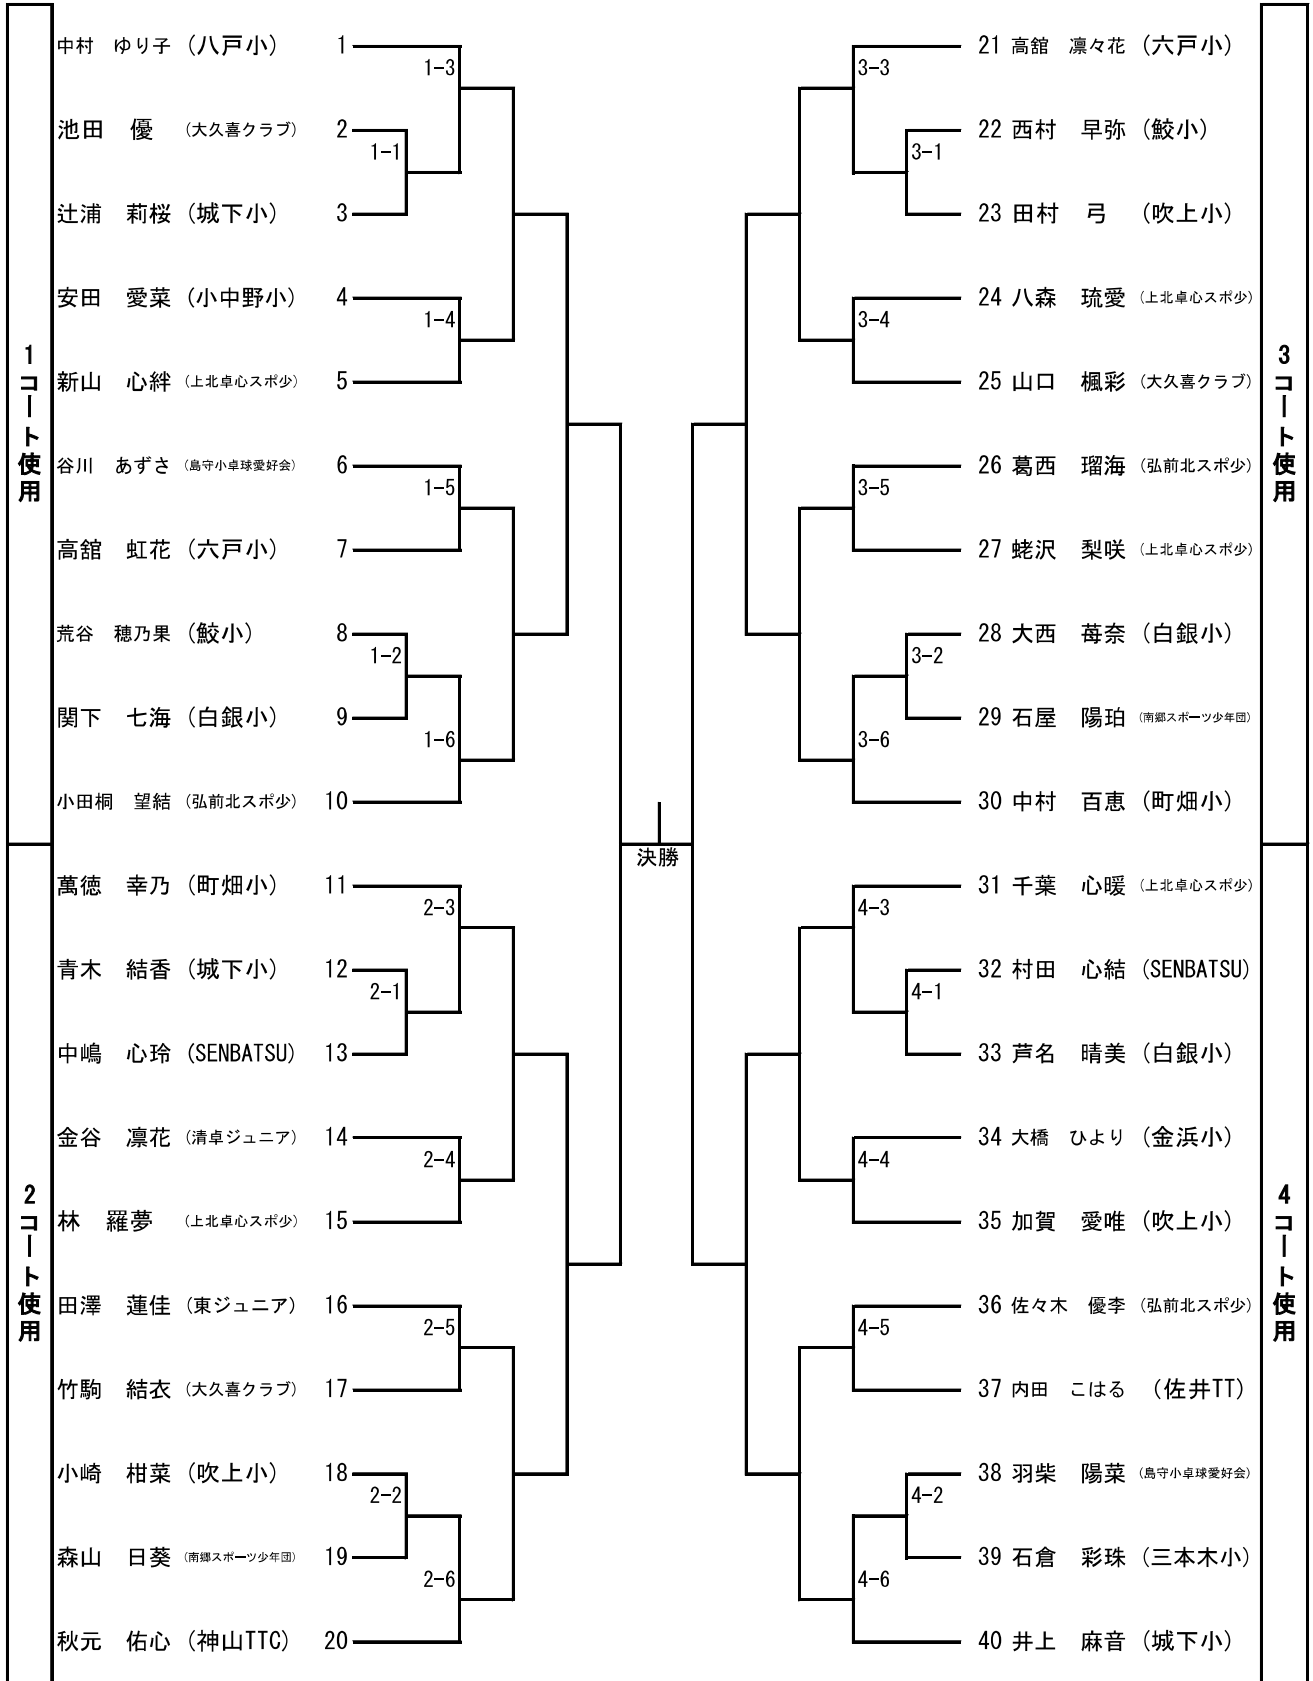 1コート使用
中村　ゆり子 (八戸小) 1
池田　優 (大久喜クラブ) 2
辻浦　莉桜 (城下小) 3
安田　愛菜 (小中野小) 4
新山　心絆 (上北卓心スポ少) 5
谷川　あずさ (島守小卓球愛好会) 6
高舘　虹花 (六戸小) 7
荒谷　穂乃果 (鮫小) 8
関下　七海 (白銀小) 9
小田桐　望結 (弘前北スポ少) 10
1-3
1-1
1-4
1-5
1-2
1-6
2コート使用
萬徳　幸乃 (町畑小) 11
青木　結香 (城下小) 12
中嶋　心玲 (SENBATSU) 13
金谷　凛花 (清卓ジュニア) 14
林　羅夢 (上北卓心スポ少) 15
田澤　蓮佳 (東ジュニア) 16
竹駒　結衣 (大久喜クラブ) 17
小崎　柑菜 (吹上小) 18
森山　日葵 (南郷スポーツ少年団) 19
秋元　佑心 (神山TTC) 20
2-3
2-1
2-4
2-5
2-2
2-6
決勝
3コート使用
21 高舘　凛々花 (六戸小)
22 西村　早弥 (鮫小)
23 田村　弓 (吹上小)
24 八森　琉愛 (上北卓心スポ少)
25 山口　楓彩 (大久喜クラブ)
26 葛西　瑠海 (弘前北スポ少)
27 蛯沢　梨咲 (上北卓心スポ少)
28 大西　苺奈 (白銀小)
29 石屋　陽珀 (南郷スポーツ少年団)
30 中村　百恵 (町畑小)
3-3
3-1
3-4
3-5
3-2
3-6
4コート使用
31 千葉　心暖 (上北卓心スポ少)
32 村田　心結 (SENBATSU)
33 芦名　晴美 (白銀小)
34 大橋　ひより (金浜小)
35 加賀　愛唯 (吹上小)
36 佐々木　優李 (弘前北スポ少)
37 内田　こはる (佐井TT)
38 羽柴　陽菜 (島守小卓球愛好会)
39 石倉　彩珠 (三本木小)
40 井上　麻音 (城下小)
4-3
4-1
4-4
4-5
4-2
4-6